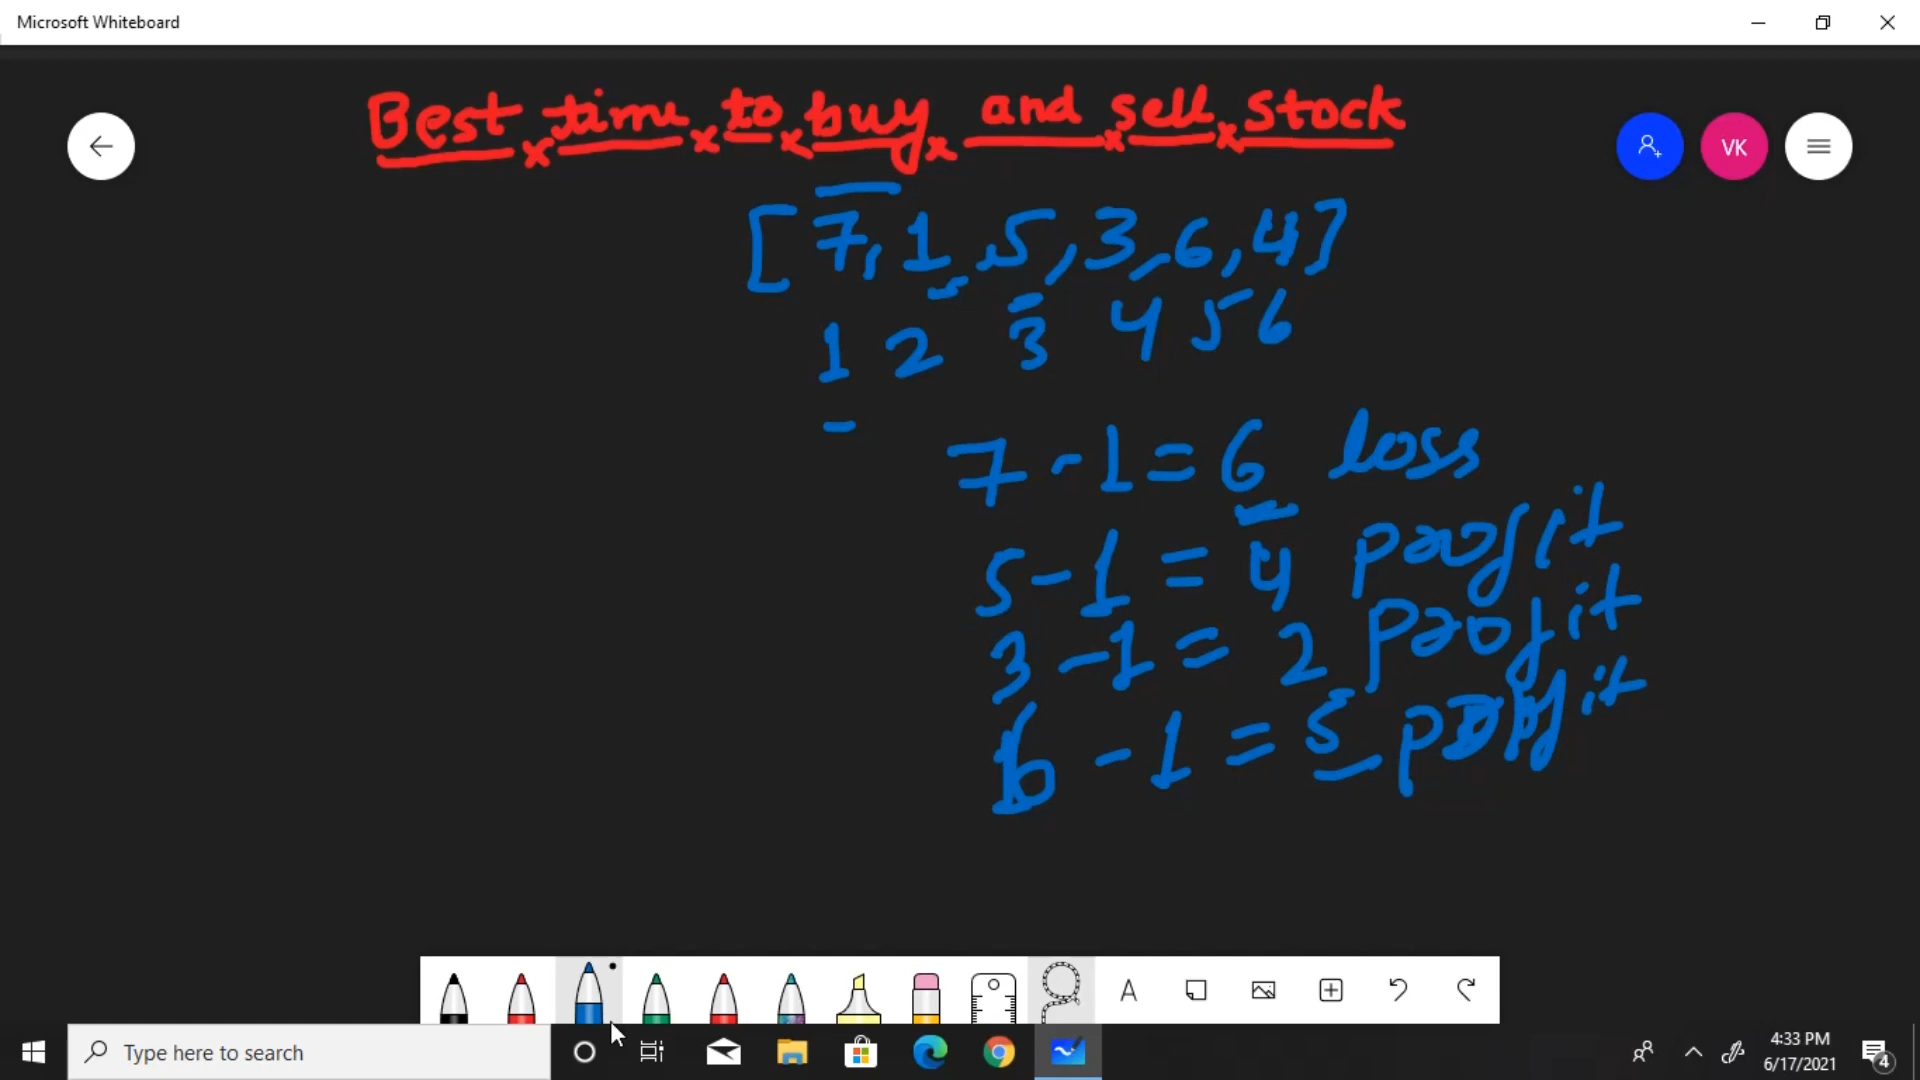 Microsoft Whiteboard
Best time to buy and sell stock
VK
[7, 1, 5, 3, 6, 4]
1 2 3 4 5 6
7 - 1 = 6 loss
5 - 1 = 4 profit
3 - 1 = 2 profit
6 - 1 = 5 profit
A
Type here to search
4:33 PM
6/17/2021
4